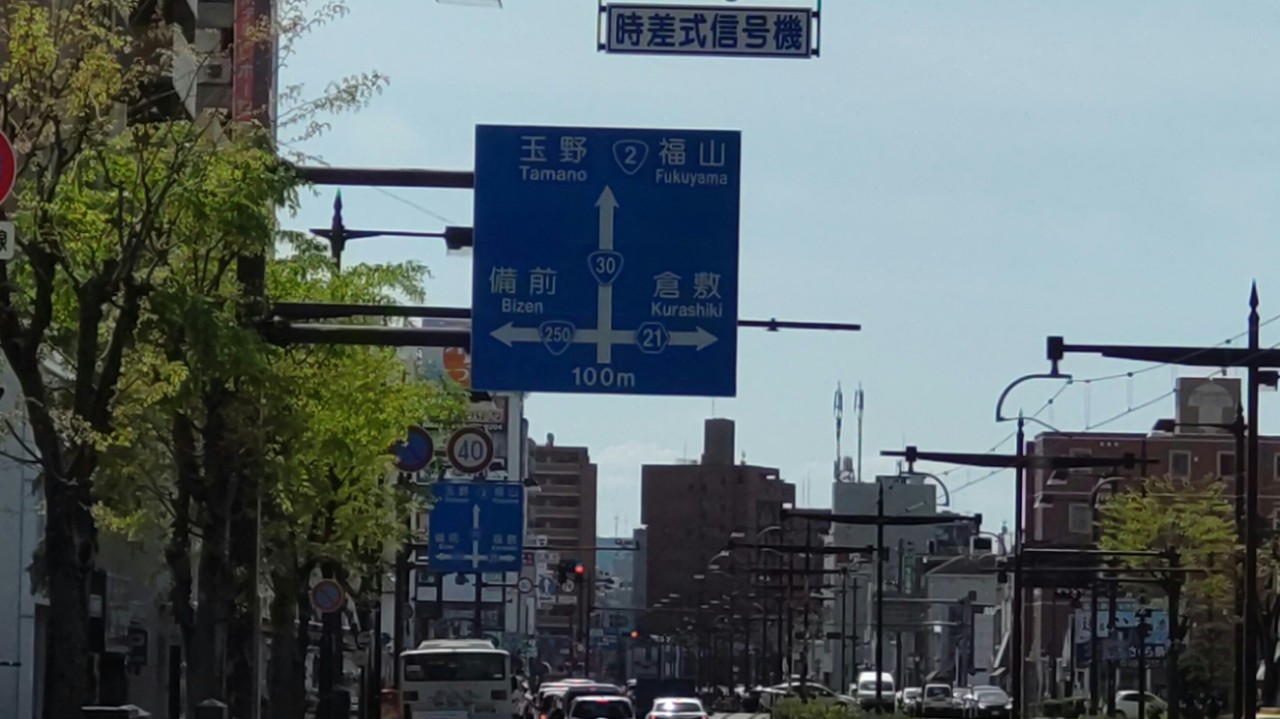 時差式信号機
玉野 2 福山
Tamano Fukuyama
30
備前 倉敷
Bizen Kurashiki
250 21
100m
40
線